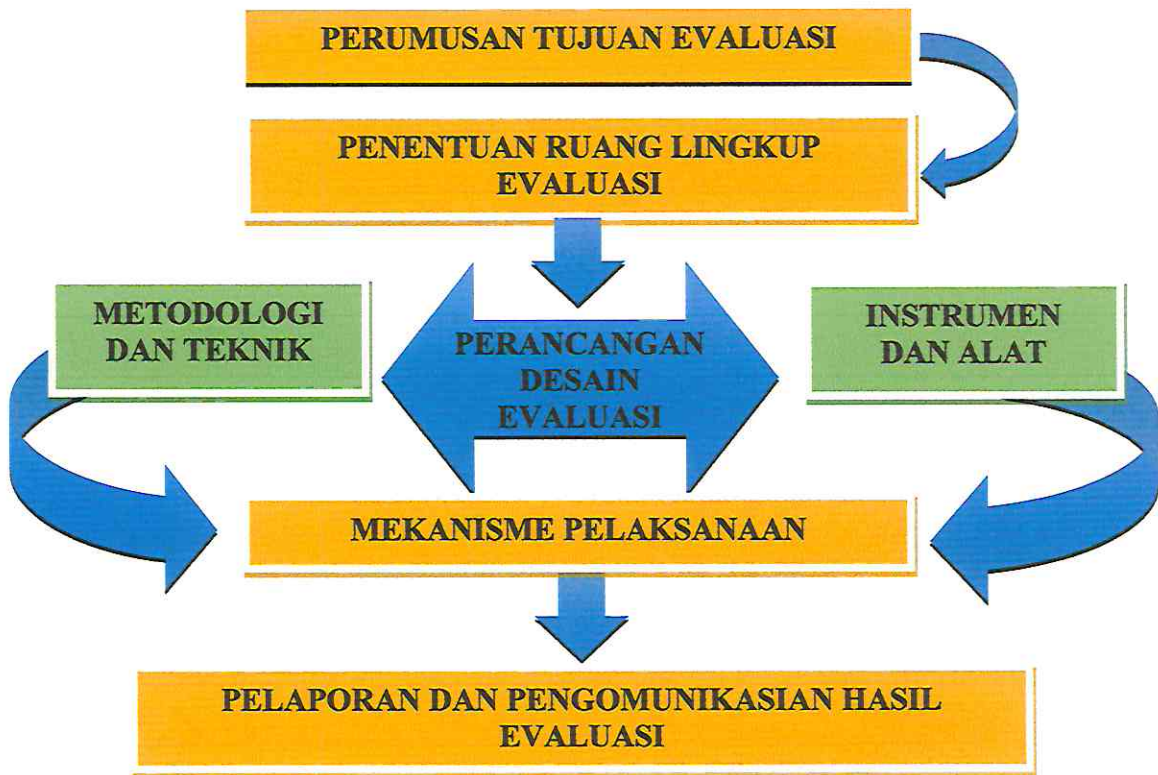 PERUMUSAN TUJUAN EVALUASI
PENENTUAN RUANG LINGKUP
EVALUASI
METODOLOGI
DAN TEKNIK
PERANCANGAN
DESAIN
EVALUASI
INSTRUMEN
DAN ALAT
MEKANISME PELAKSANAAN
PELAPORAN DAN PENGOMUNIKASIAN HASIL
EVALUASI